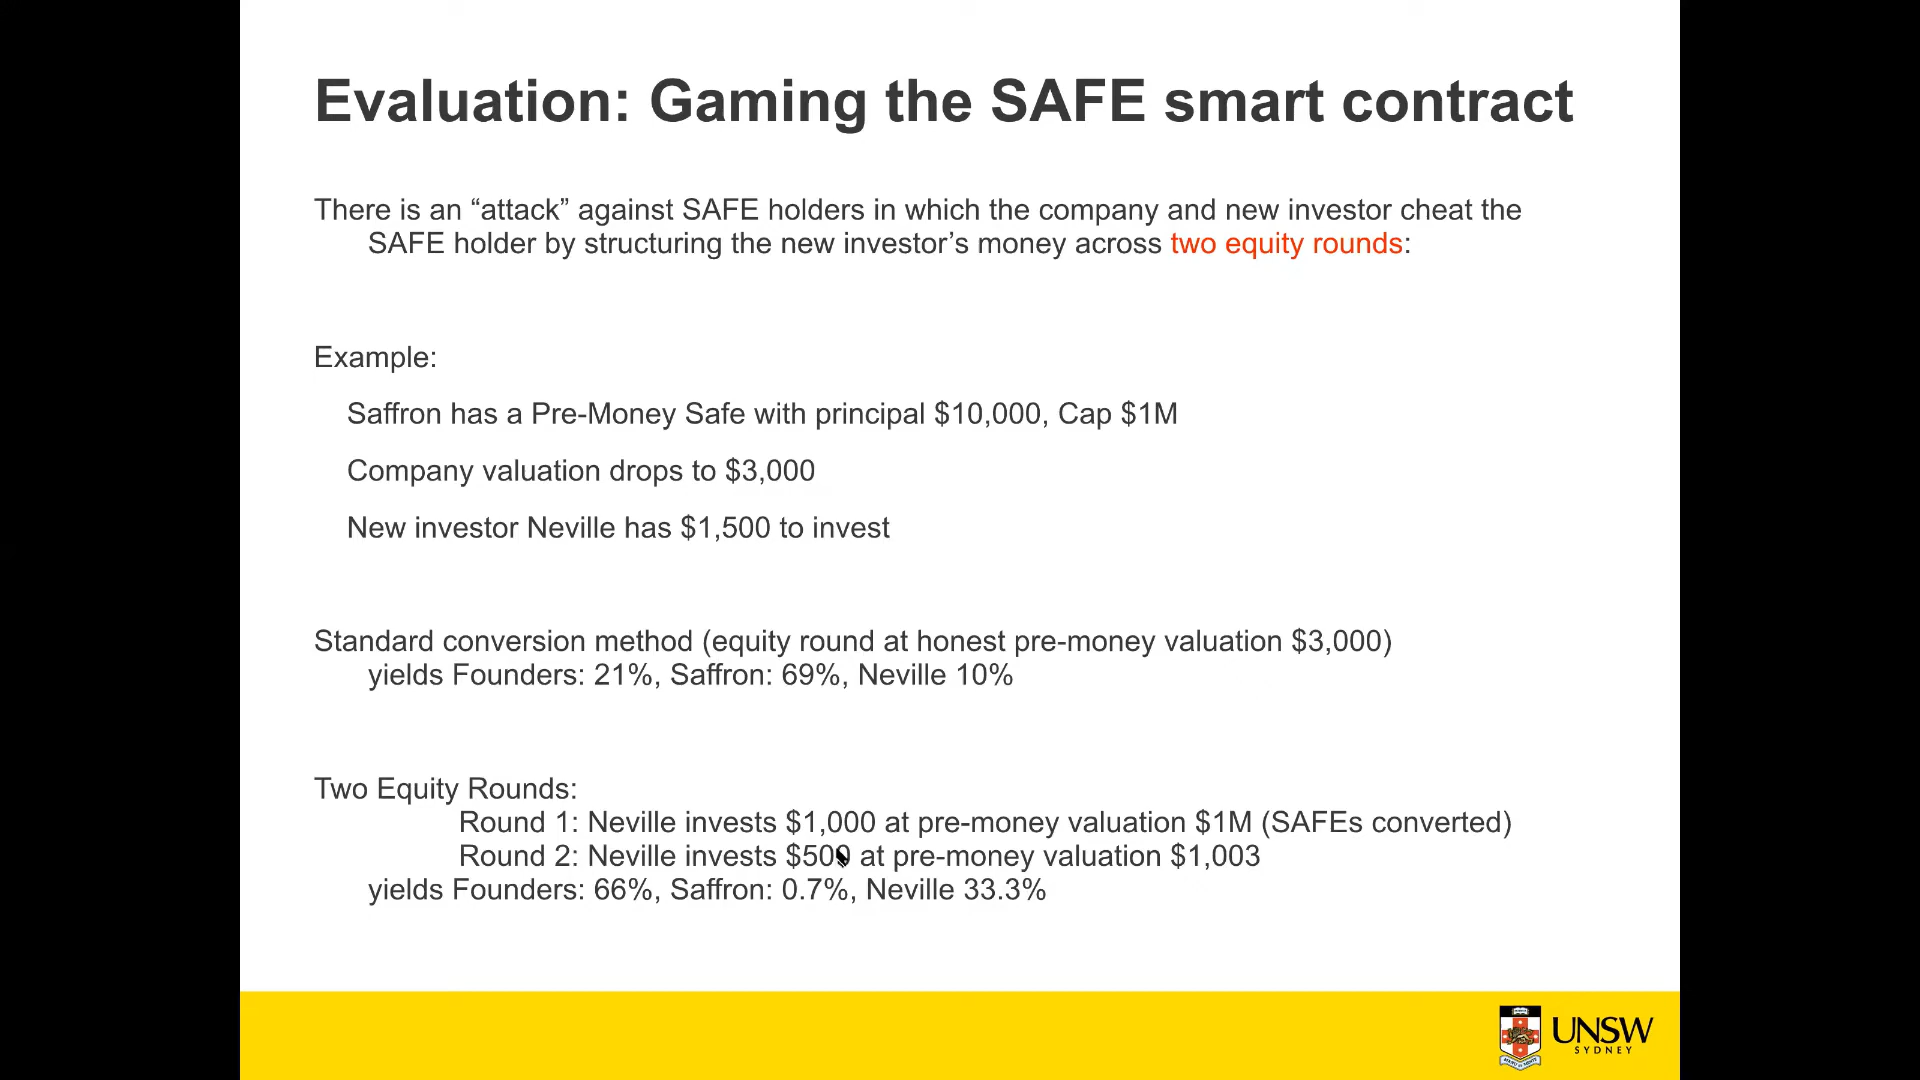 Evaluation: Gaming the SAFE smart contract
There is an “attack” against SAFE holders in which the company and new investor cheat the
SAFE holder by structuring the new investor’s money across two equity rounds:
Example:
Saffron has a Pre-Money Safe with principal $10,000, Cap $1M
Company valuation drops to $3,000
New investor Neville has $1,500 to invest
Standard conversion method (equity round at honest pre-money valuation $3,000)
yields Founders: 21%, Saffron: 69%, Neville 10%
Two Equity Rounds:
Round 1: Neville invests $1,000 at pre-money valuation $1M (SAFEs converted)
Round 2: Neville invests $500 at pre-money valuation $1,003
yields Founders: 66%, Saffron: 0.7%, Neville 33.3%
UNSW
SYDNEY